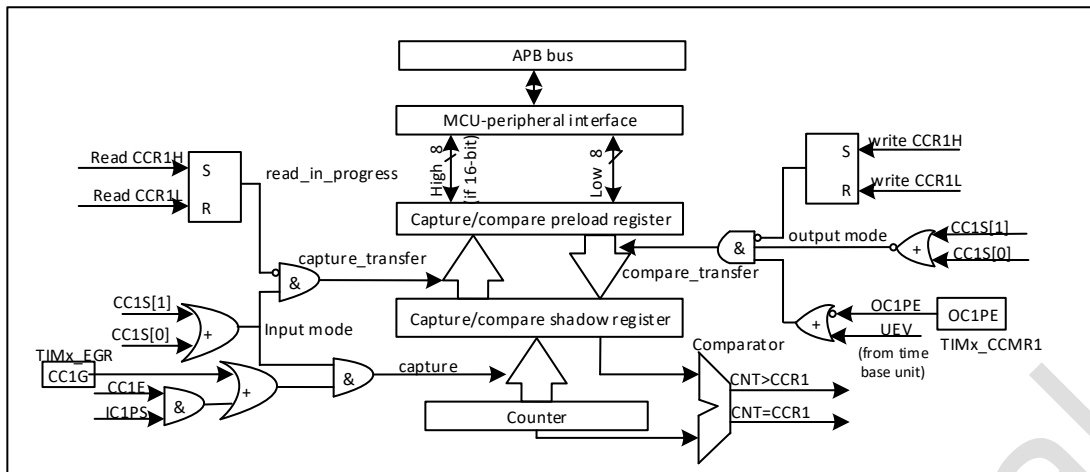 APB bus
MCU-peripheral interface
High 8
(if 16-bit)
Low 8
Read CCR1H
Read CCR1L
S
R
read_in_progress
Capture/compare preload register
S
R
write CCR1H
write CCR1L
capture_transfer
&
compare_transfer
&
output mode
+
CC1S[1]
CC1S[0]
CC1S[1]
CC1S[0]
+
Input mode
Capture/compare shadow register
+
OC1PE
UEV
(from time
base unit)
OC1PE
TIMx_CCMR1
TIMx_EGR
CC1G
CC1E
IC1PS
&
+
&
capture
Counter
Comparator
CNT>CCR1
CNT=CCR1